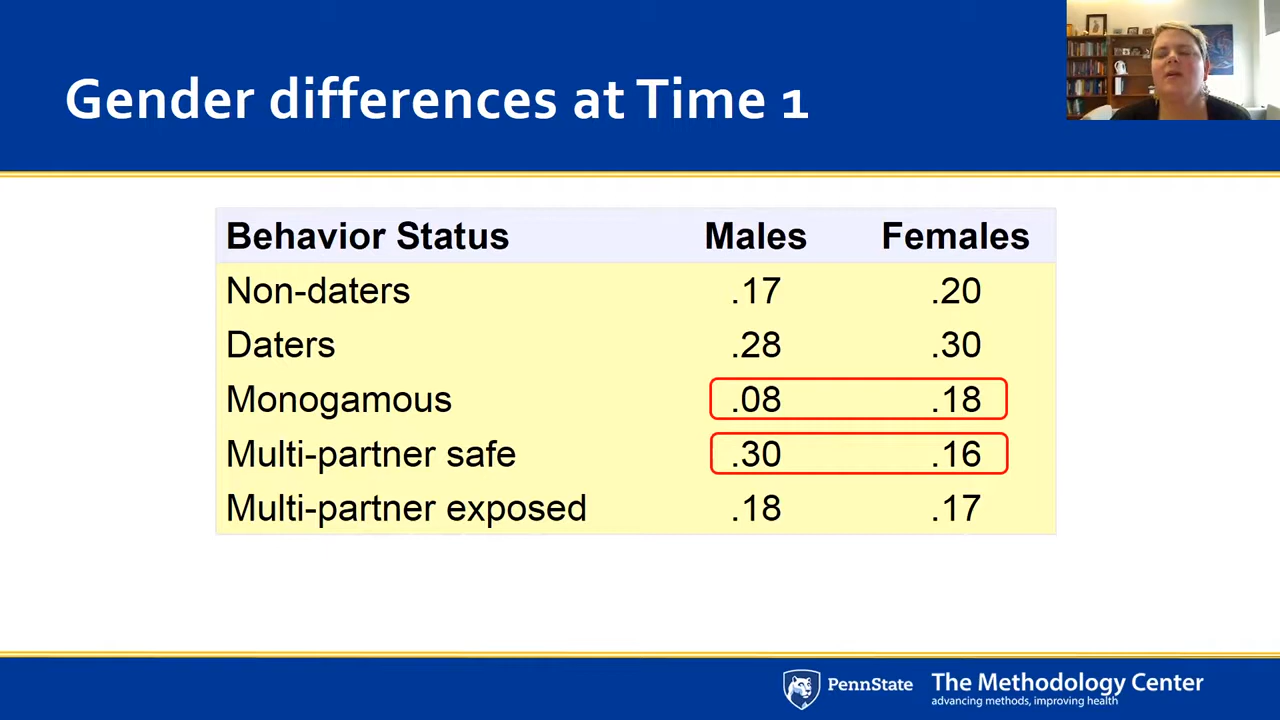 Gender differences at Time 1
Behavior Status Males Females
Non-daters .17 .20
Daters .28 .30
Monogamous .08 .18
Multi-partner safe .30 .16
Multi-partner exposed .18 .17
PennState The Methodology Center
advancing methods, improving health